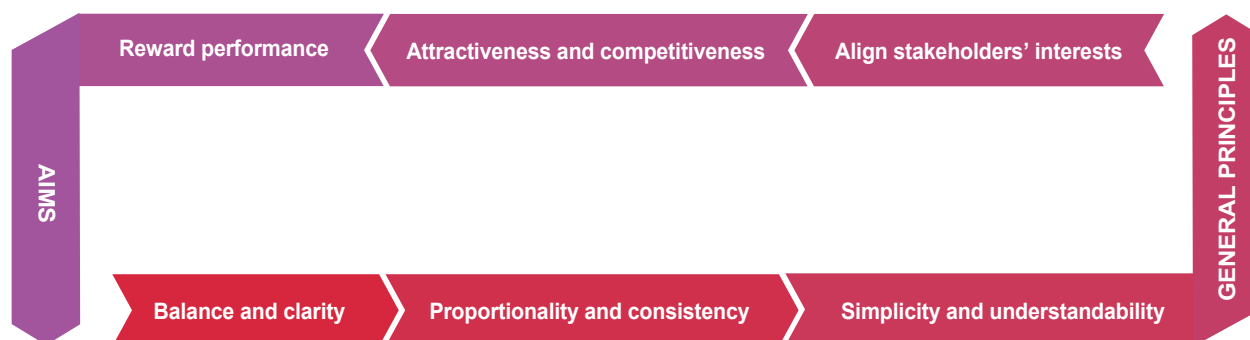 Reward performance
Attractiveness and competitiveness
Align stakeholders’ interests
AIMS
GENERAL PRINCIPLES
Balance and clarity
Proportionality and consistency
Simplicity and understandability